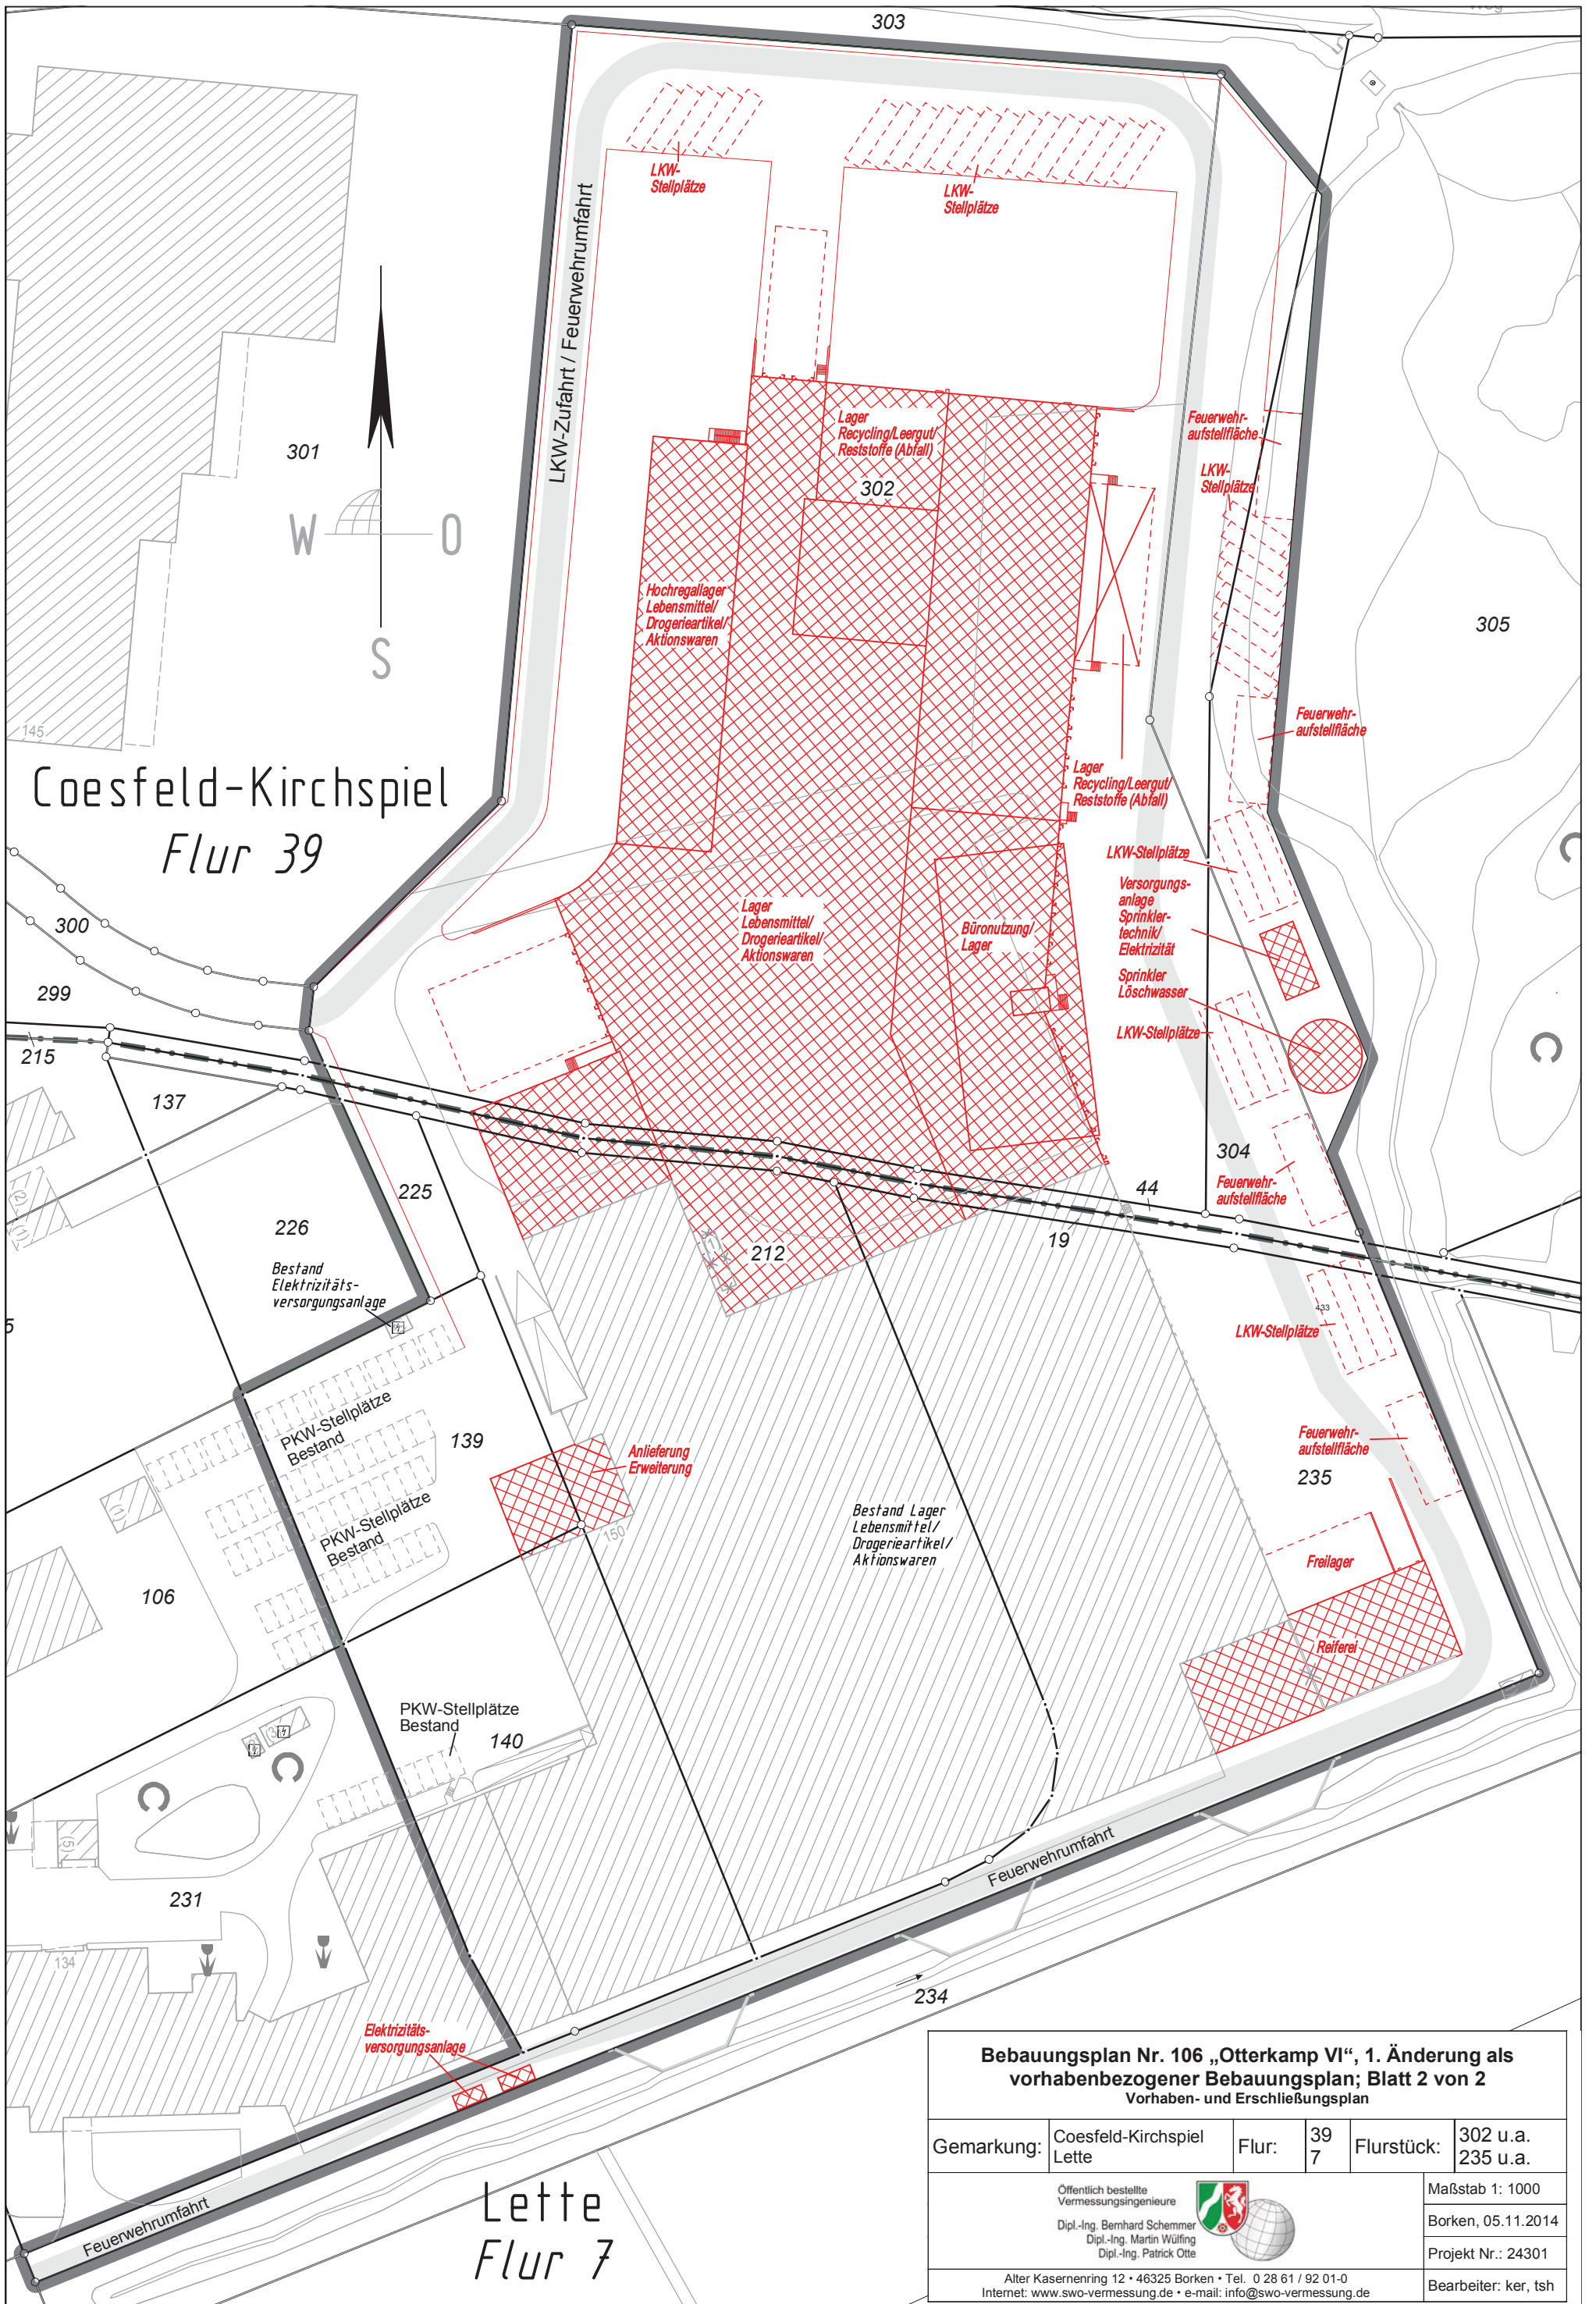 303
LKW-
Stellplätze
LKW-
Stellplätze
LKW-Zufahrt / Feuerwehrumfahrt
301
W
O
S
Lager
Recycling/Leergut/
Reststoffe (Abfall)
302
Feuerwehr-
aufstellfläche
LKW-
Stellplätze
Hochregallager
Lebensmittel/
Drogerieartikel/
Aktionswaren
305
145
Feuerwehr-
aufstellfläche
Coesfeld-Kirchspiel
Flur 39
Lager
Recycling/Leergut/
Reststoffe (Abfall)
LKW-Stellplätze
Versorgungs-
anlage
Sprinkler-
technik/
Elektrizität
Sprinkler
Löschwasser
LKW-Stellplätze
300
299
215
137
Lager
Lebensmittel/
Drogerieartikel/
Aktionswaren
Büronutzung/
Lager
304
Feuerwehr-
aufstellfläche
44
19
225
226
212
Bestand
Elektrizitäts-
versorgungsanlage
433
LKW-Stellplätze
PKW-Stellplätze
Bestand
139
Anlieferung
Erweiterung
Feuerwehr-
aufstellfläche
235
PKW-Stellplätze
Bestand
150
Bestand Lager
Lebensmittel/
Drogerieartikel/
Aktionswaren
Freilager
106
Reiferei
PKW-Stellplätze
Bestand
140
231
134
Feuerwehrumfahrt
234
Elektrizitäts-
versorgungsanlage
Feuerwehrumfahrt
Lette
Flur 7
Bebauungsplan Nr. 106 „Otterkamp VI“, 1. Änderung als
vorhabenbezogener Bebauungsplan; Blatt 2 von 2
Vorhaben- und Erschließungsplan
Gemarkung: Coesfeld-Kirchspiel Flur: 39 Flurstück: 302 u.a.
Lette 7 235 u.a.
Öffentlich bestellte
Vermessungsingenieure
Dipl.-Ing. Bernhard Schemmer
Dipl.-Ing. Martin Wülfing
Dipl.-Ing. Patrick Otte
Maßstab 1: 1000
Borken, 05.11.2014
Projekt Nr.: 24301
Bearbeiter: ker, tsh
Alter Kasernenring 12 • 46325 Borken • Tel. 0 28 61 / 92 01-0
Internet: www.swo-vermessung.de • e-mail: info@swo-vermessung.de